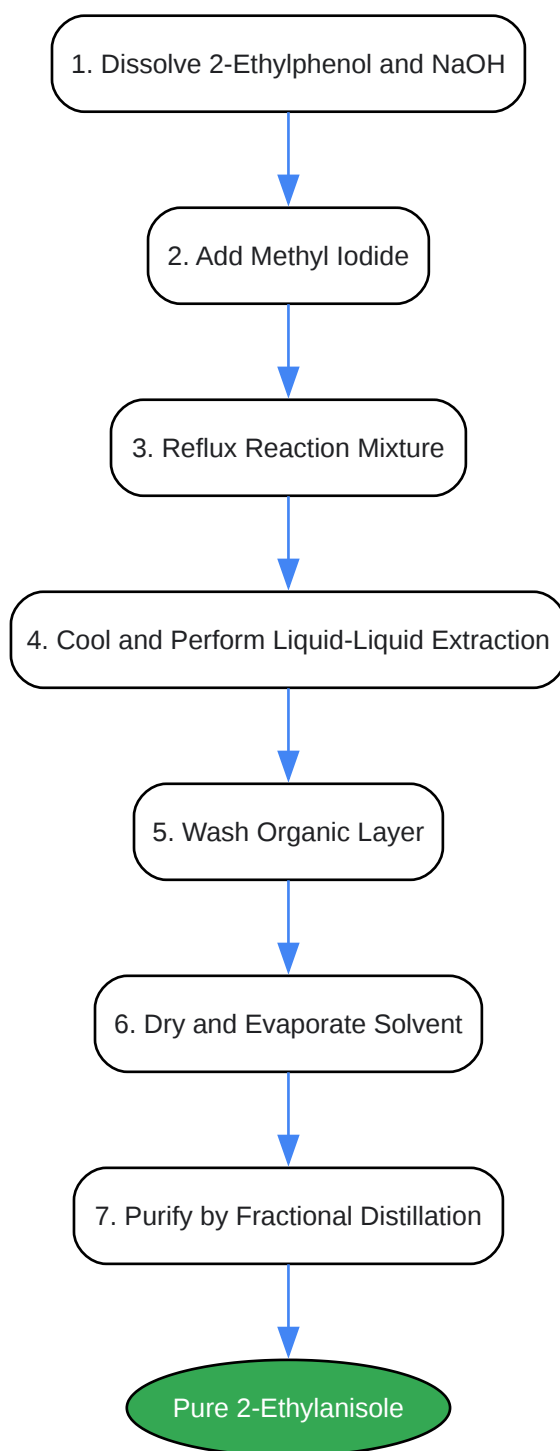 1. Dissolve 2-Ethylphenol and NaOH
2. Add Methyl Iodide
3. Reflux Reaction Mixture
4. Cool and Perform Liquid-Liquid Extraction
5. Wash Organic Layer
6. Dry and Evaporate Solvent
7. Purify by Fractional Distillation
Pure 2-Ethylanisole